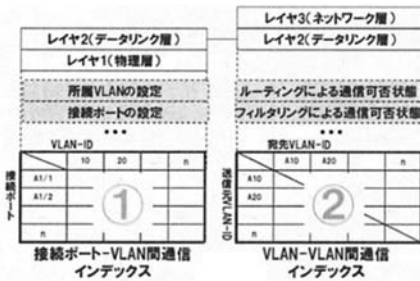 レイヤ2(データリンク層)
レイヤ1(物理層)
所属VLANの設定
接続ポートの設定
•••
VLAN-ID
10 20 n
接続ポート
A1/1
A1/2
n
①
接続ポート-VLAN間通信
インデックス
レイヤ3(ネットワーク層)
レイヤ2(データリンク層)
ルーティングによる通信可否状態
フィルタリングによる通信可否状態
•••
宛先VLAN-ID
A10 A20 n
送信元VLAN-ID
A10
A20
n
②
VLAN-VLAN間通信
インデックス